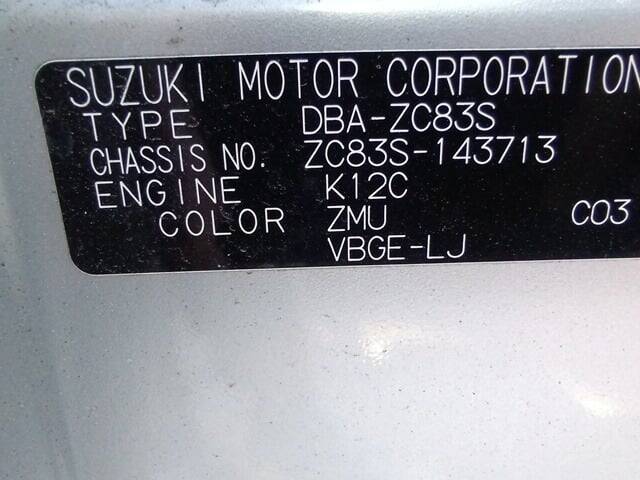 SUZUKI MOTOR CORPORATION
TYPE DBA-ZC83S
CHASSIS NO. ZC83S-143713
ENGINE K12C
COLOR ZMU C03
VBGE-LJ